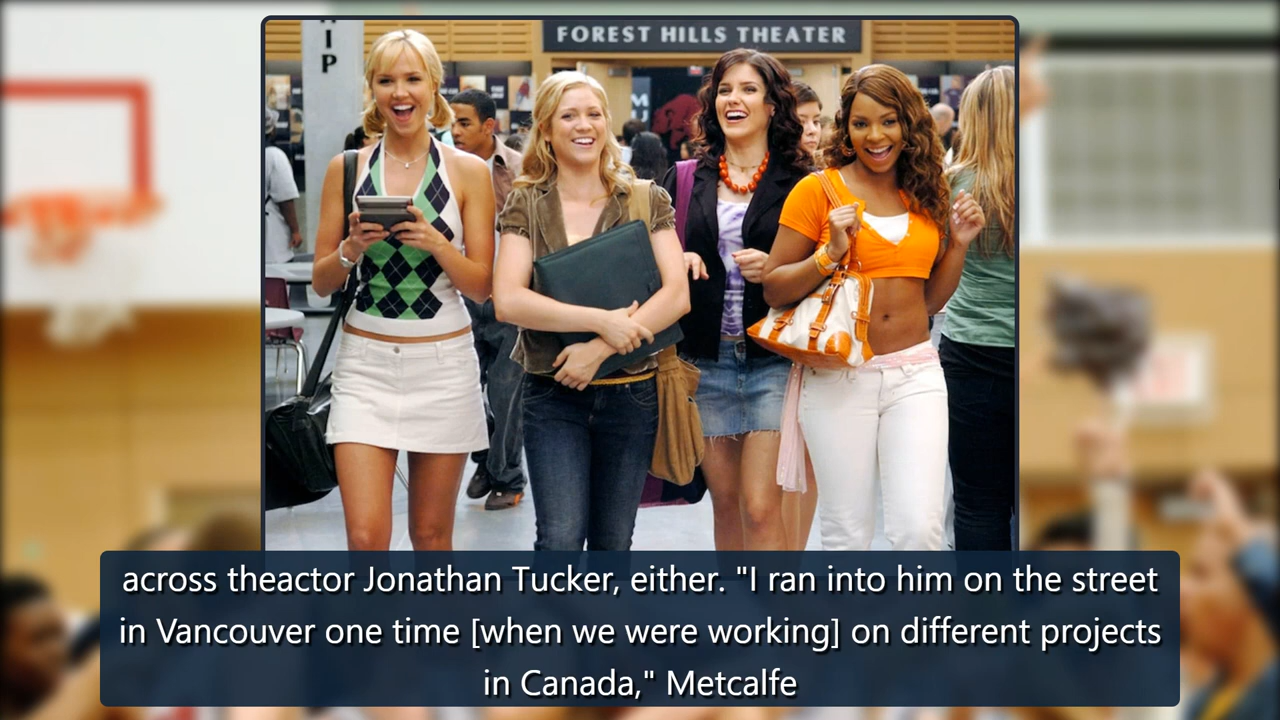 HIP
FOREST HILLS THEATER
across theactor Jonathan Tucker, either. "I ran into him on the street
in Vancouver one time [when we were working] on different projects
in Canada," Metcalfe